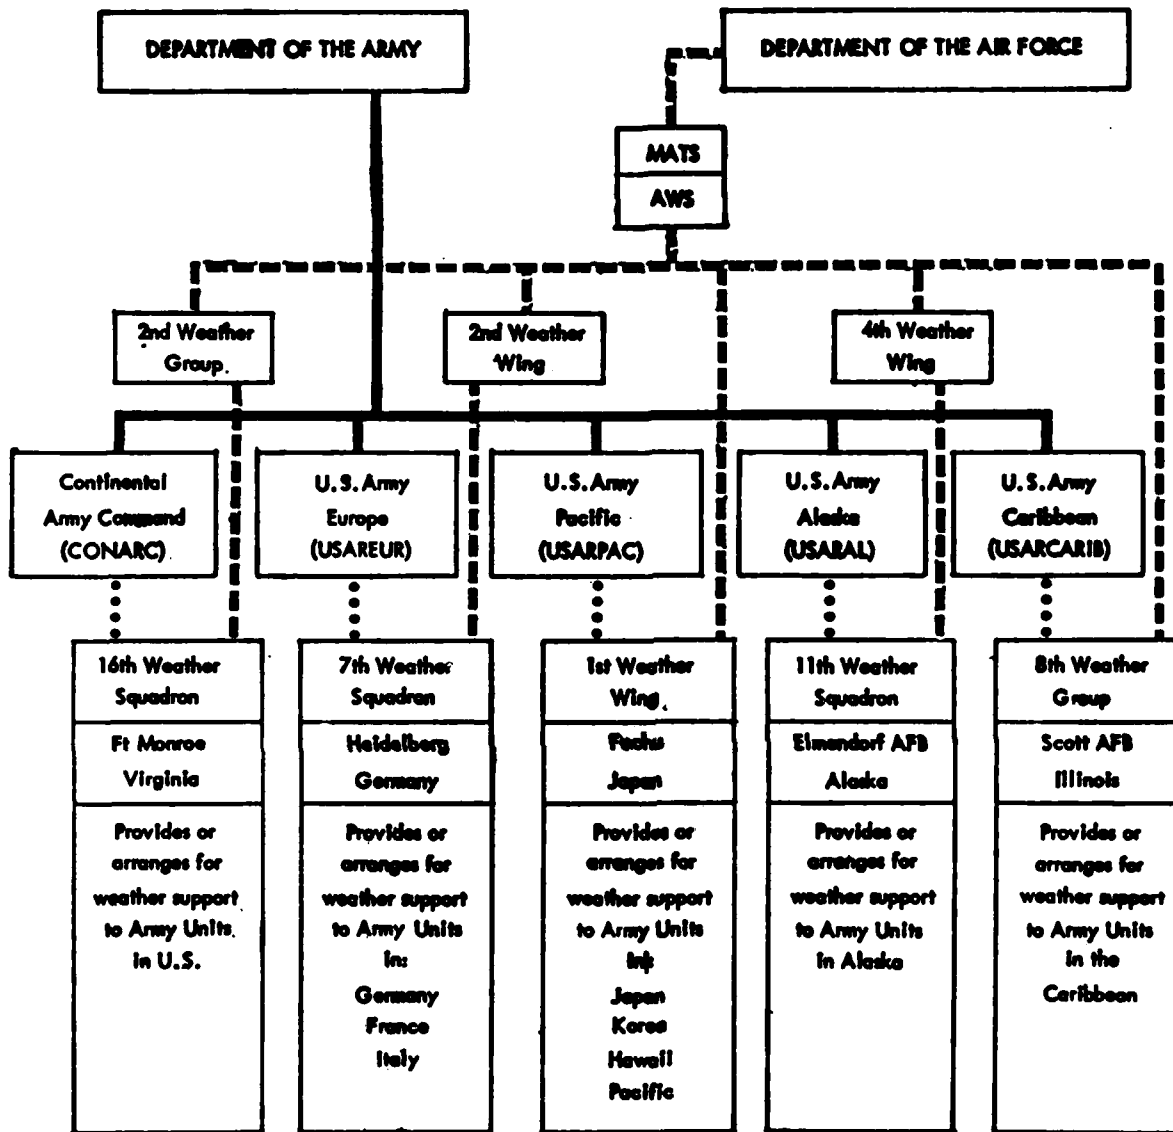 DEPARTMENT OF THE ARMY
DEPARTMENT OF THE AIR FORCE
MATS
AWS
2nd Weather
Group
2nd Weather
Wing
4th Weather
Wing
Continental
Army Command
(CONARC)
U.S. Army
Europe
(USAREUR)
U.S. Army
Pacific
(USARPAC)
U.S. Army
Alaska
(USARAL)
U.S. Army
Caribbean
(USARCARIB)
16th Weather
Squadron
Ft Monroe
Virginia
Provides or
arranges for
weather support
to Army Units
in U.S.
7th Weather
Squadron
Heidelberg
Germany
Provides or
arranges for
weather support
to Army Units
in:
Germany
France
Italy
1st Weather
Wing
Fuchu
Japan
Provides or
arranges for
weather support
to Army Units
in:
Japan
Korea
Hawaii
Pacific
11th Weather
Squadron
Elmendorf AFB
Alaska
Provides or
arranges for
weather support
to Army Units
in Alaska
8th Weather
Group
Scott AFB
Illinois
Provides or
arranges for
weather support
to Army Units
in the
Caribbean